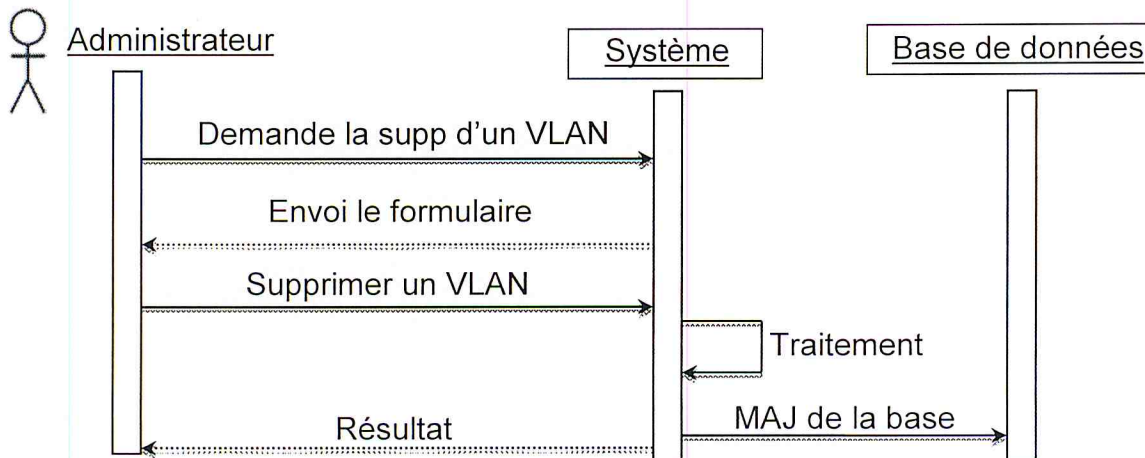 Administrateur
Système
Base de données
Demande la supp d'un VLAN
Envoi le formulaire
Supprimer un VLAN
Traitement
MAJ de la base
Résultat